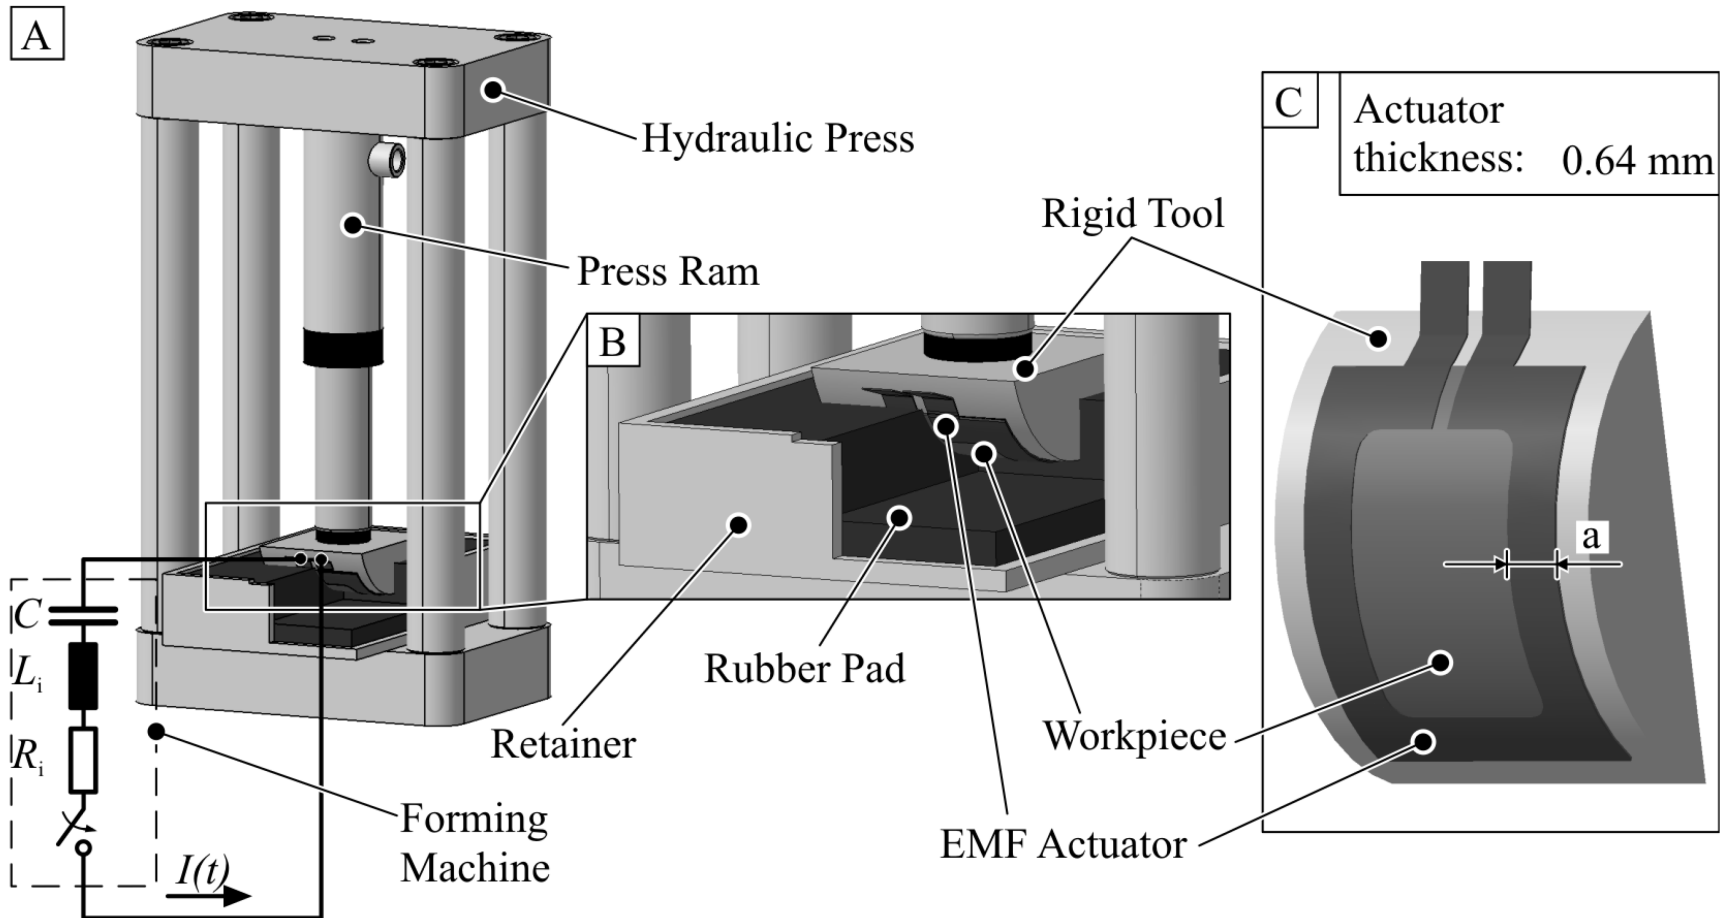 A
Hydraulic Press
Press Ram
B
Rigid Tool
C
Actuator
thickness: 0.64 mm
a
Rubber Pad
Retainer
Workpiece
EMF Actuator
C
Li
Ri
Forming
Machine
I(t)